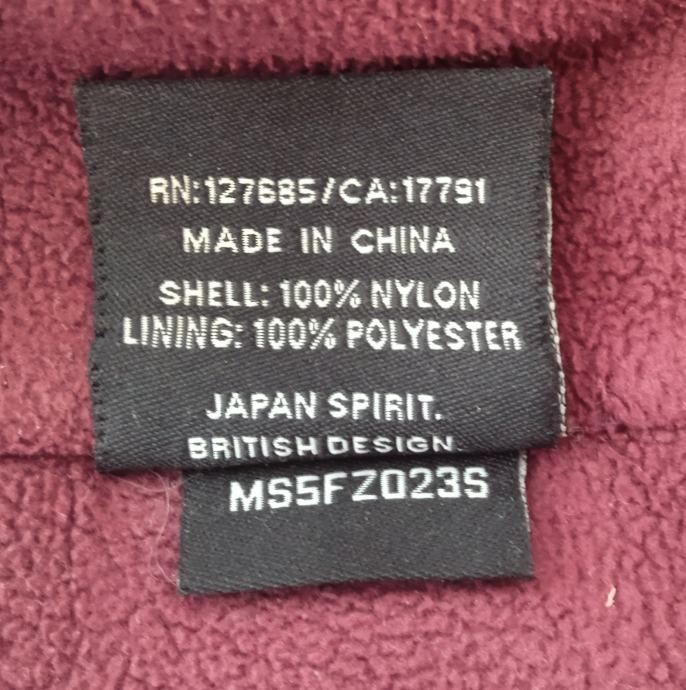 RN:127685/CA:17791
MADE IN CHINA
SHELL: 100% NYLON
LINING: 100% POLYESTER
JAPAN SPIRIT.
BRITISH DESIGN.
MS5FZ023S